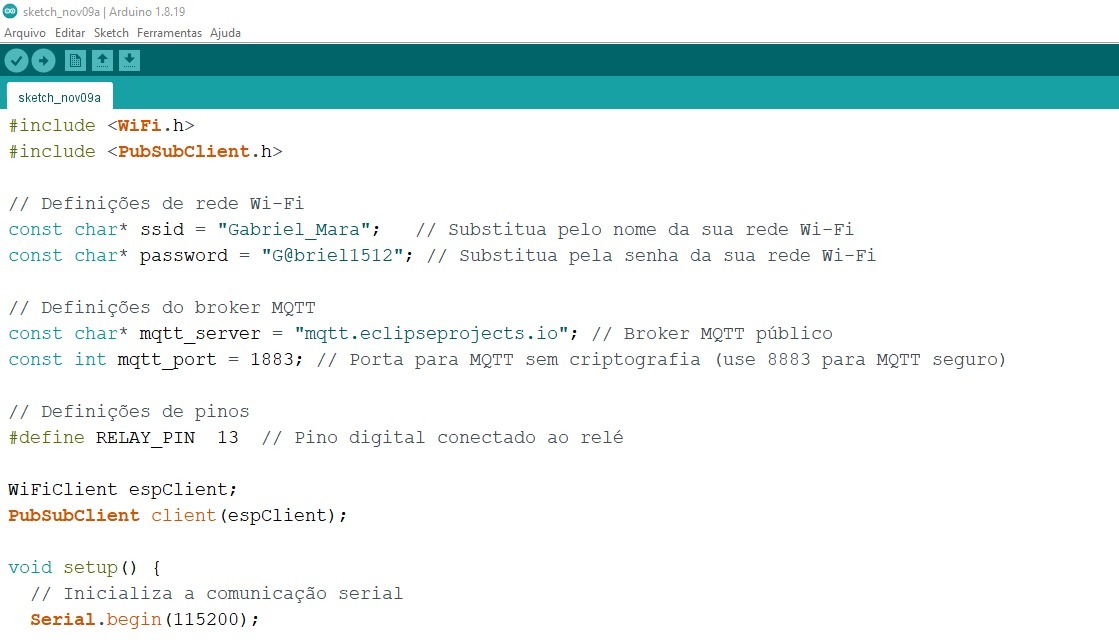 sketch_nov09a | Arduino 1.8.19
Arquivo Editar Sketch Ferramentas Ajuda
sketch_nov09a
#include <WiFi.h>
#include <PubSubClient.h>
// Definições de rede Wi-Fi
const char* ssid = "Gabriel_Mara";   // Substitua pelo nome da sua rede Wi-Fi
const char* password = "G@briel1512"; // Substitua pela senha da sua rede Wi-Fi
// Definições do broker MQTT
const char* mqtt_server = "mqtt.eclipseprojects.io"; // Broker MQTT público
const int mqtt_port = 1883; // Porta para MQTT sem criptografia (use 8883 para MQTT seguro)
// Definições de pinos
#define RELAY_PIN  13  // Pino digital conectado ao relé
WiFiClient espClient;
PubSubClient client(espClient);
void setup() {
  // Inicializa a comunicação serial
  Serial.begin(115200);